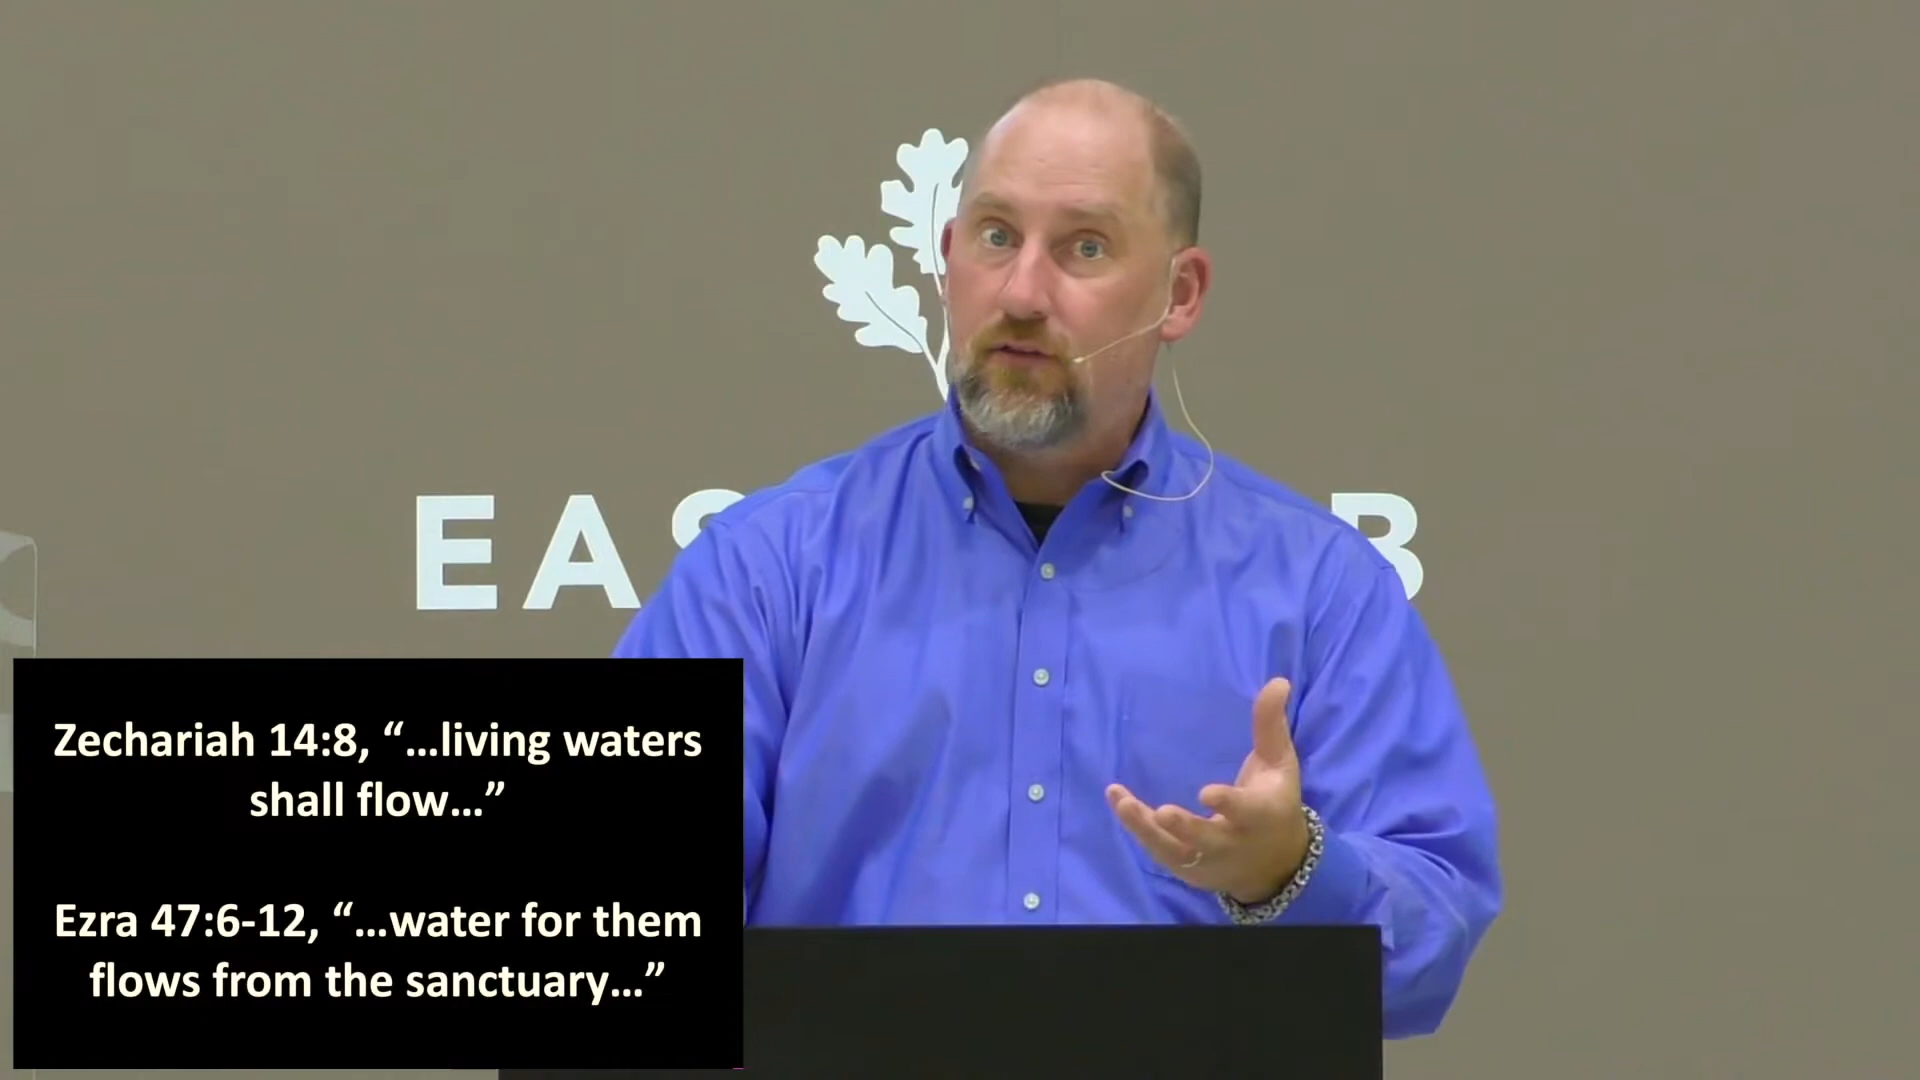 EAS B
Zechariah 14:8, “…living waters
shall flow…”
Ezra 47:6-12, “…water for them
flows from the sanctuary…”